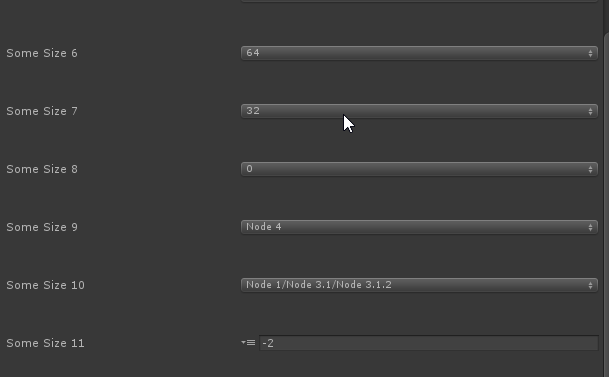 Some Size 6 64
Some Size 7 32
Some Size 8 0
Some Size 9 Node 4
Some Size 10 Node 1/Node 3.1/Node 3.1.2
Some Size 11 -2